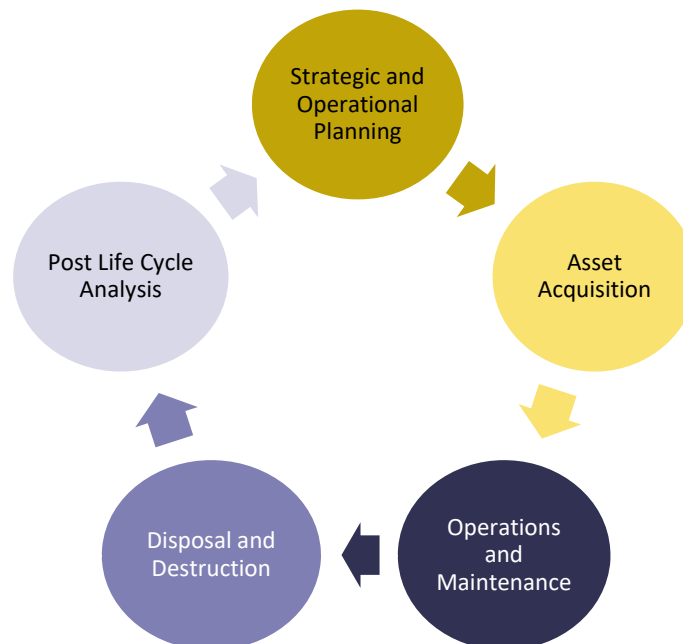 Strategic and
Operational
Planning
Asset
Acquisition
Operations
and
Maintenance
Disposal and
Destruction
Post Life Cycle
Analysis